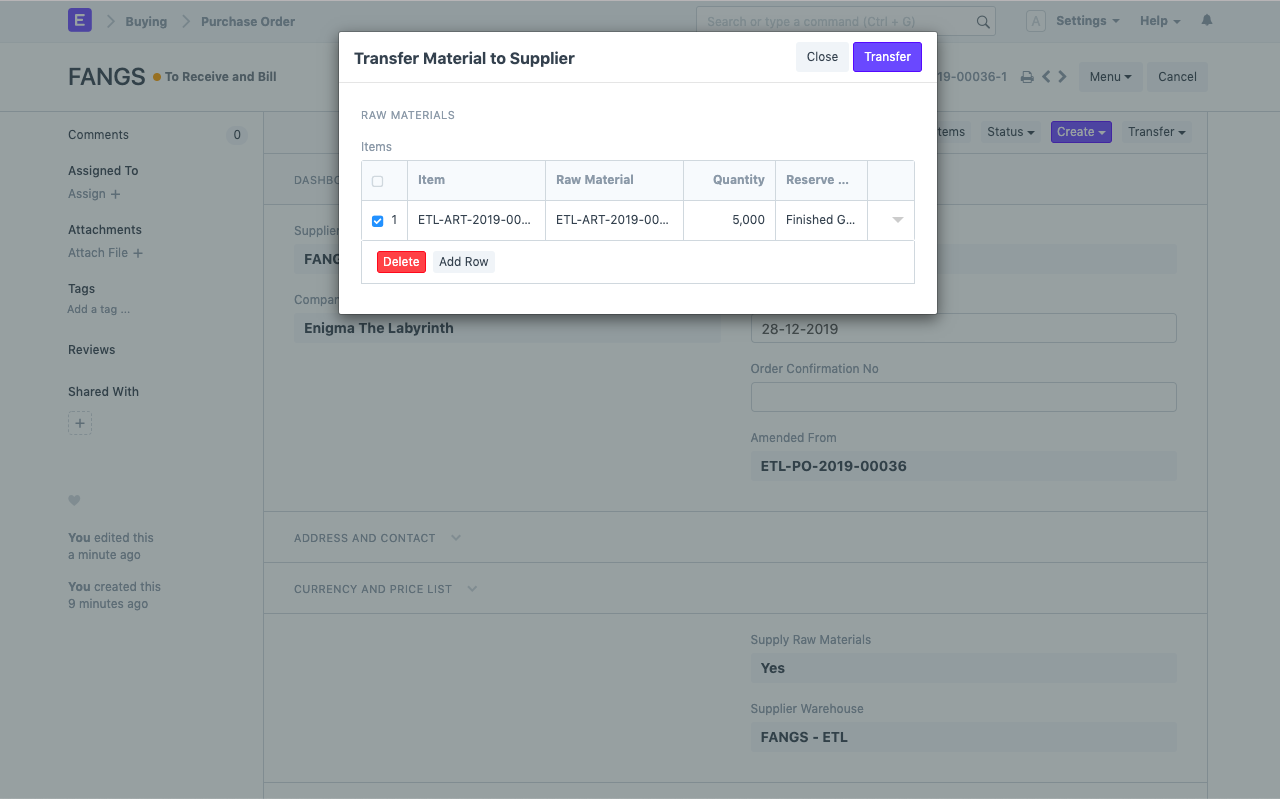 E Buying Purchase Order Search or type a command (Ctrl + G) A Settings Help
Transfer Material to Supplier Close Transfer
FANGS To Receive and Bill 19-00036-1 Menu Cancel
RAW MATERIALS
Comments 0
Status Create Transfer
Items
Item Raw Material Quantity Reserve ...
1 ETL-ART-2019-00... ETL-ART-2019-00... 5,000 Finished G...
Delete Add Row
Assigned To
Assign +
Attachments
Attach File +
Tags
Add a tag ...
Reviews
Shared With
+
You edited this
a minute ago
You created this
9 minutes ago
Enigma The Labyrinth
28-12-2019
Order Confirmation No
Amended From
ETL-PO-2019-00036
ADDRESS AND CONTACT
CURRENCY AND PRICE LIST
Supply Raw Materials
Yes
Supplier Warehouse
FANGS - ETL